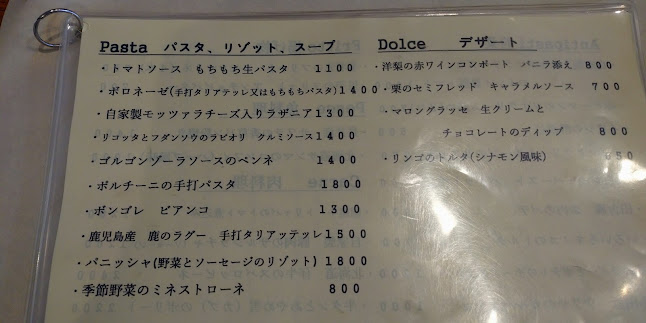 Pasta パスタ、リゾット、スープ
・トマトソース もちもち生パスタ 1100
・ボロネーゼ(手打タリアテッレ又はもちもちパスタ) 1400
・自家製モッツァラチーズ入りラザニア 1300
・リコッタとフダンソウのラビオリ クルミソース 1400
・ゴルゴンゾーラソースのペンネ 1400
・ポルチーニの手打パスタ 1800
・ボンゴレ ビアンコ 1300
・鹿児島産 鹿のラグー 手打タリアッテッレ 1500
・パニッシャ(野菜とソーセージのリゾット) 1800
・季節野菜のミネストローネ 800
Dolce デザート
・洋梨の赤ワインコンポート バニラ添え 800
・栗のセミフレッド キャラメルソース 700
・マロングラッセ 生クリームと
チョコレートのディップ 800
・リンゴのトルタ(シナモン風味)